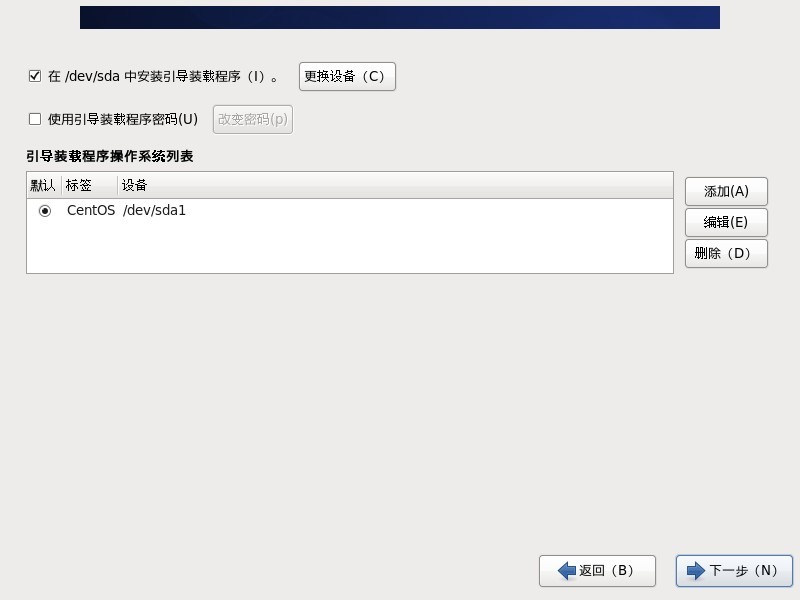 在 /dev/sda 中安装引导装载程序（I）。 更换设备（C）
使用引导装载程序密码(U) 改变密码(p)
引导装载程序操作系统列表
默认 标签 设备
CentOS /dev/sda1
添加(A)
编辑(E)
删除（D）
返回（B） 下一步（N）